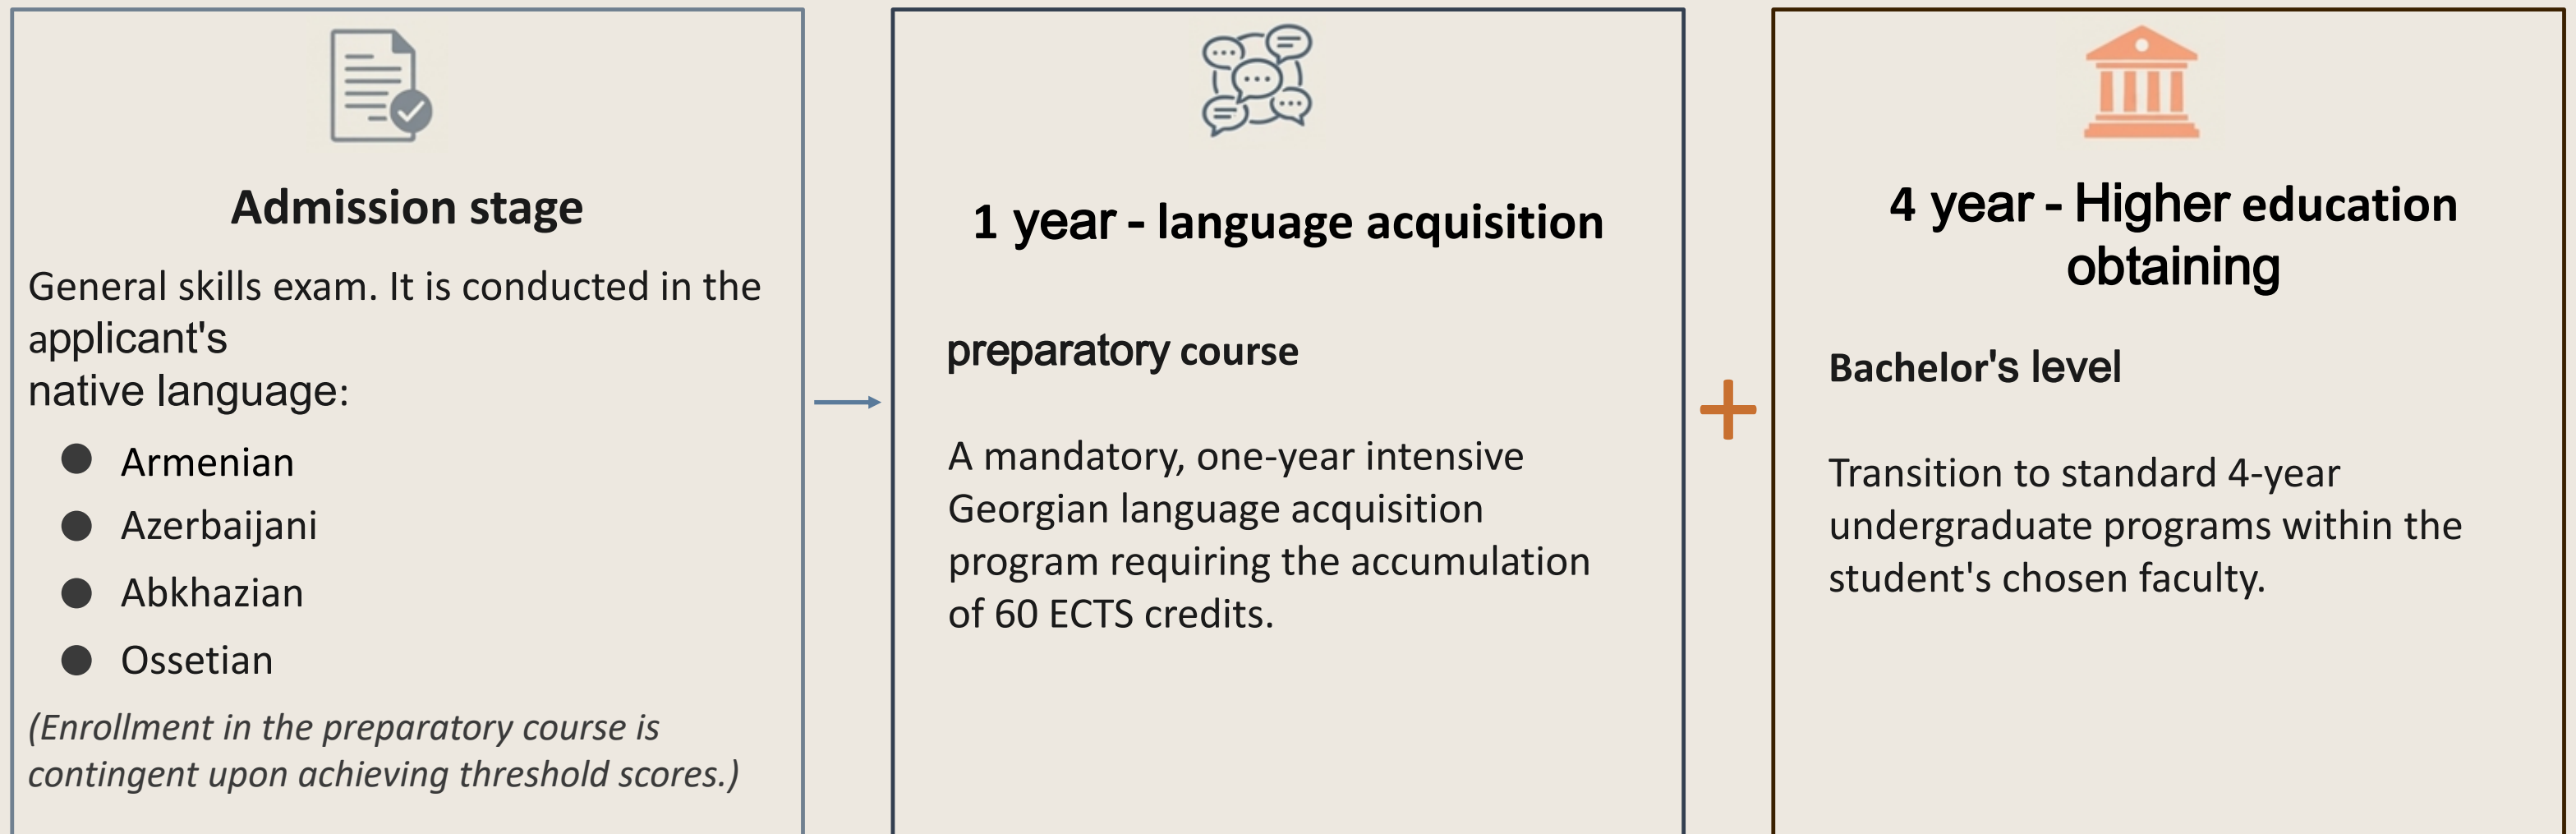 Admission stage
General skills exam. It is conducted in the
applicant's
native language:
● Armenian
● Azerbaijani
● Abkhazian
● Ossetian
(Enrollment in the preparatory course is
contingent upon achieving threshold scores.)
1 year - language acquisition
preparatory course
A mandatory, one-year intensive
Georgian language acquisition
program requiring the accumulation
of 60 ECTS credits.
+
4 year - Higher education
obtaining
Bachelor's level
Transition to standard 4-year
undergraduate programs within the
student's chosen faculty.